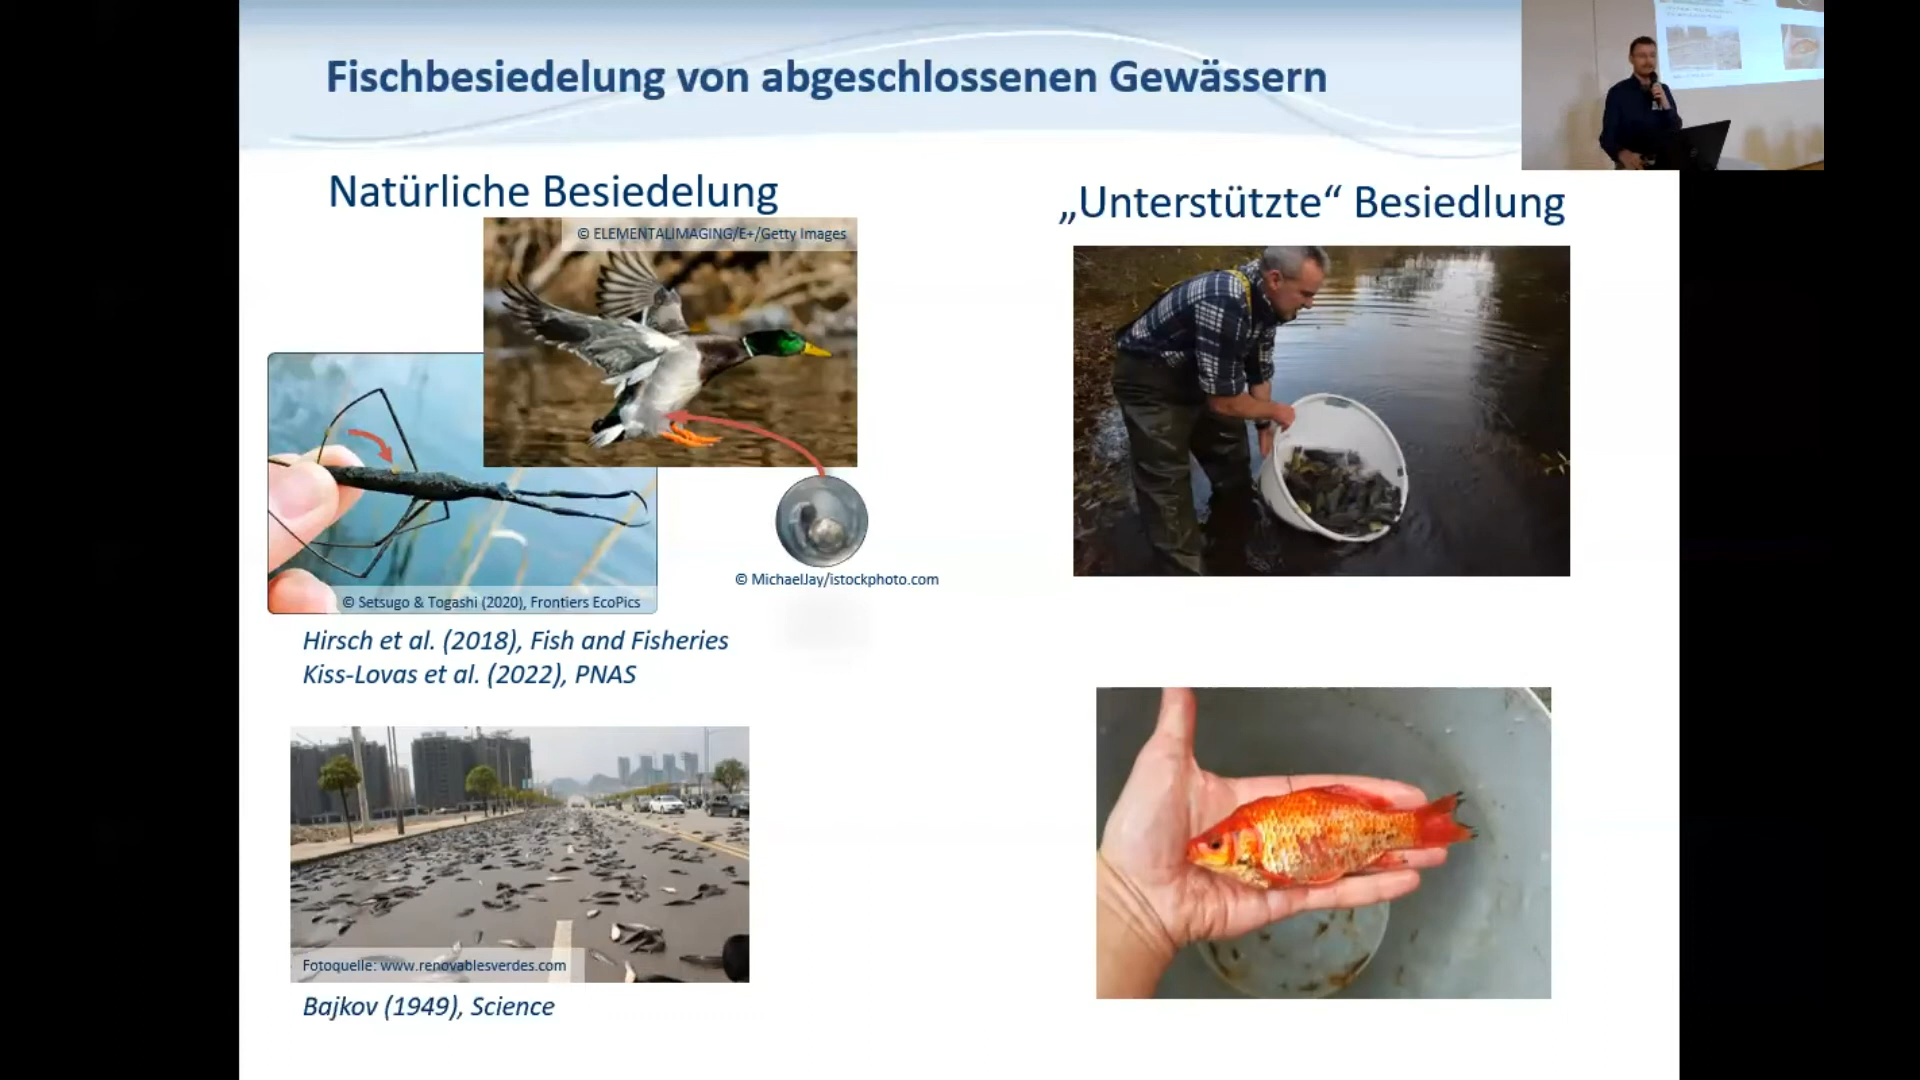 Fischbesiedelung von abgeschlossenen Gewässern
Natürliche Besiedelung
© ELEMENTALIMAGING/E+/Getty Images
© MichaelJay/istockphoto.com
© Setsugo & Togashi (2020), Frontiers EcoPics
Hirsch et al. (2018), Fish and Fisheries
Kiss-Lovas et al. (2022), PNAS
Fotoquelle: www.renovablesverdes.com
Bajkov (1949), Science
„Unterstützte“ Besiedlung